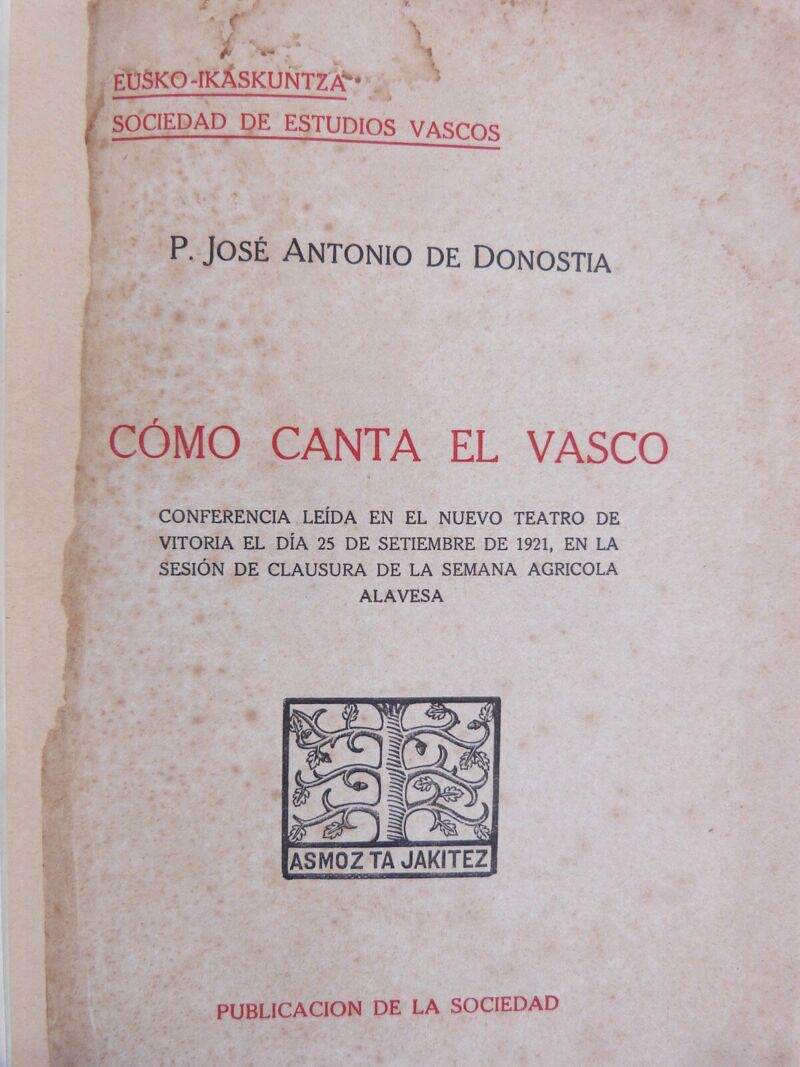 EUSKO-IKASKUNTZA
SOCIEDAD DE ESTUDIOS VASCOS
P. JOSÉ ANTONIO DE DONOSTIA
CÓMO CANTA EL VASCO
CONFERENCIA LEÍDA EN EL NUEVO TEATRO DE
VITORIA EL DÍA 25 DE SETIEMBRE DE 1921, EN LA
SESIÓN DE CLAUSURA DE LA SEMANA AGRICOLA
ALAVESA
ASMOZ TA JAKITEZ
PUBLICACION DE LA SOCIEDAD